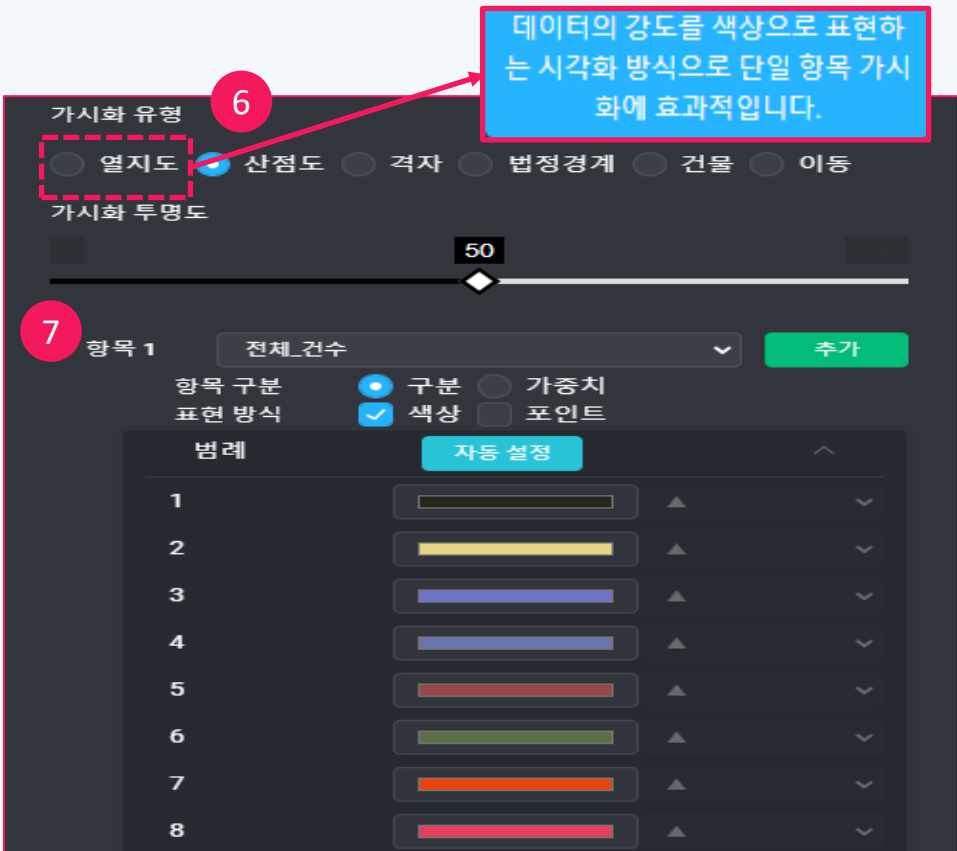 데이터의 강도를 색상으로 표현하
는 시각화 방식으로 단일 항목 가시
화에 효과적입니다.
6
가시화 유형
열지도 산점도 격자 법정경계 건물 이동
가시화 투명도
50
7
항목 1 전체_건수 추가
항목 구분 구분 가중치
표현 방식 색상 포인트
범례 자동 설정
1
2
3
4
5
6
7
8